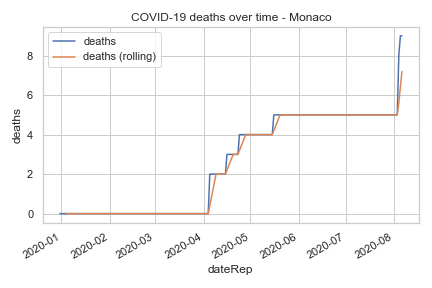 COVID-19 deaths over time - Monaco
deaths
deaths (rolling)
deaths
8
6
4
2
0
2020-01
2020-02
2020-03
2020-04
2020-05
2020-06
2020-07
2020-08
dateRep